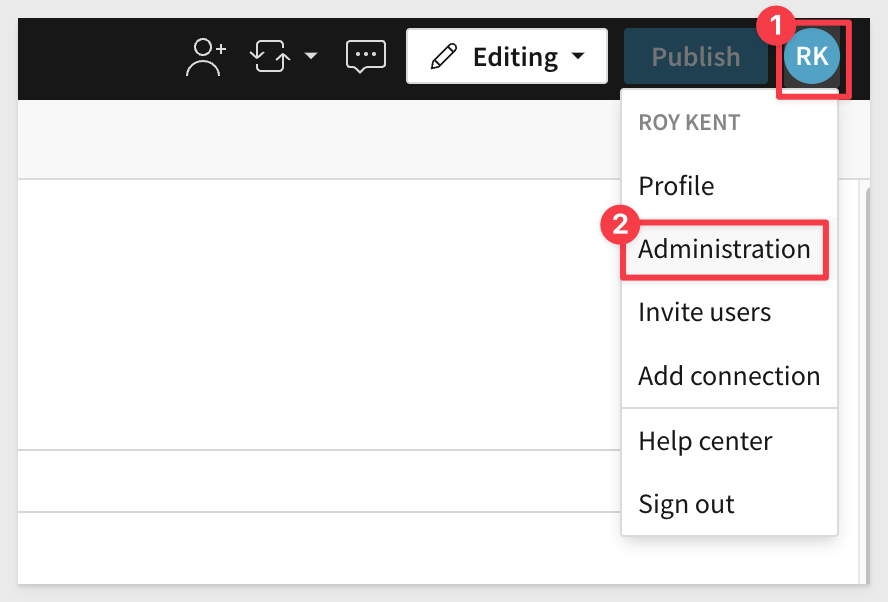 Editing
Publish
1
RK
ROY KENT
Profile
2
Administration
Invite users
Add connection
Help center
Sign out